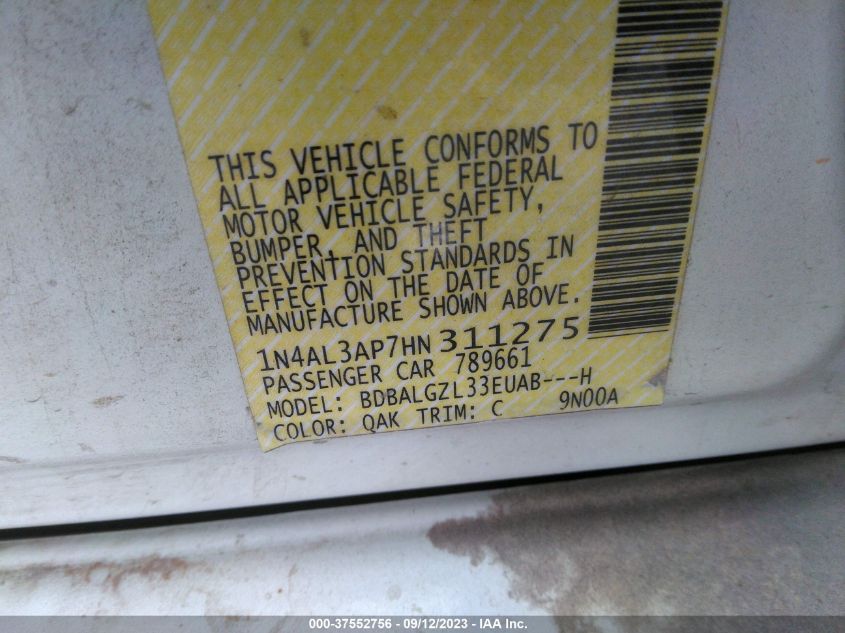 THIS VEHICLE CONFORMS TO
ALL APPLICABLE FEDERAL
MOTOR VEHICLE SAFETY,
BUMPER, AND THEFT
PREVENTION STANDARDS IN
EFFECT ON THE DATE OF
MANUFACTURE SHOWN ABOVE.
1N4AL3AP7HN 311275
PASSENGER CAR 789661
MODEL: BDBALGZL33EUAB---H
COLOR: QAK TRIM: C 9N00A
000-37552756 - 09/12/2023 - IAA Inc.